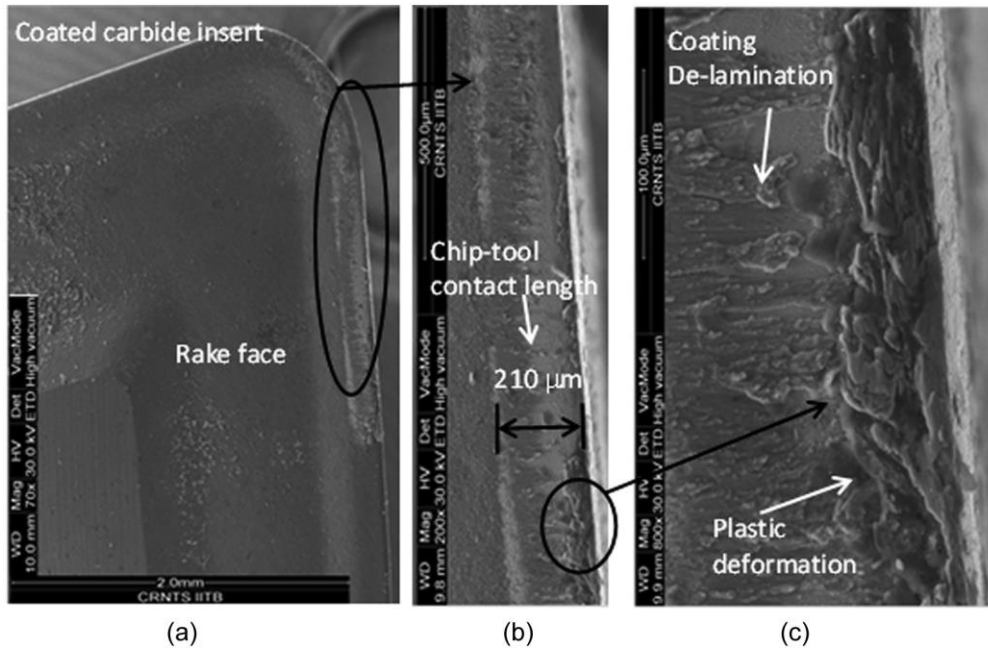 Coated carbide insert
Rake face
WD Mag HV Det VacMode
10.0 mm 70x 30.0 kV ETD High vacuum
2.0mm
CRNTS IITB
(a)
500.0µm
CRNTS IITB
Chip-tool
contact length
210 µm
WD Mag HV Det VacMode
9.8 mm 200x 30.0 kV ETD High vacuum
(b)
Coating
De-lamination
100.0µm
CRNTS IITB
Plastic
deformation
WD Mag HV Det VacMode
9.9 mm 800x 30.0 kV ETD High vacuum
(c)